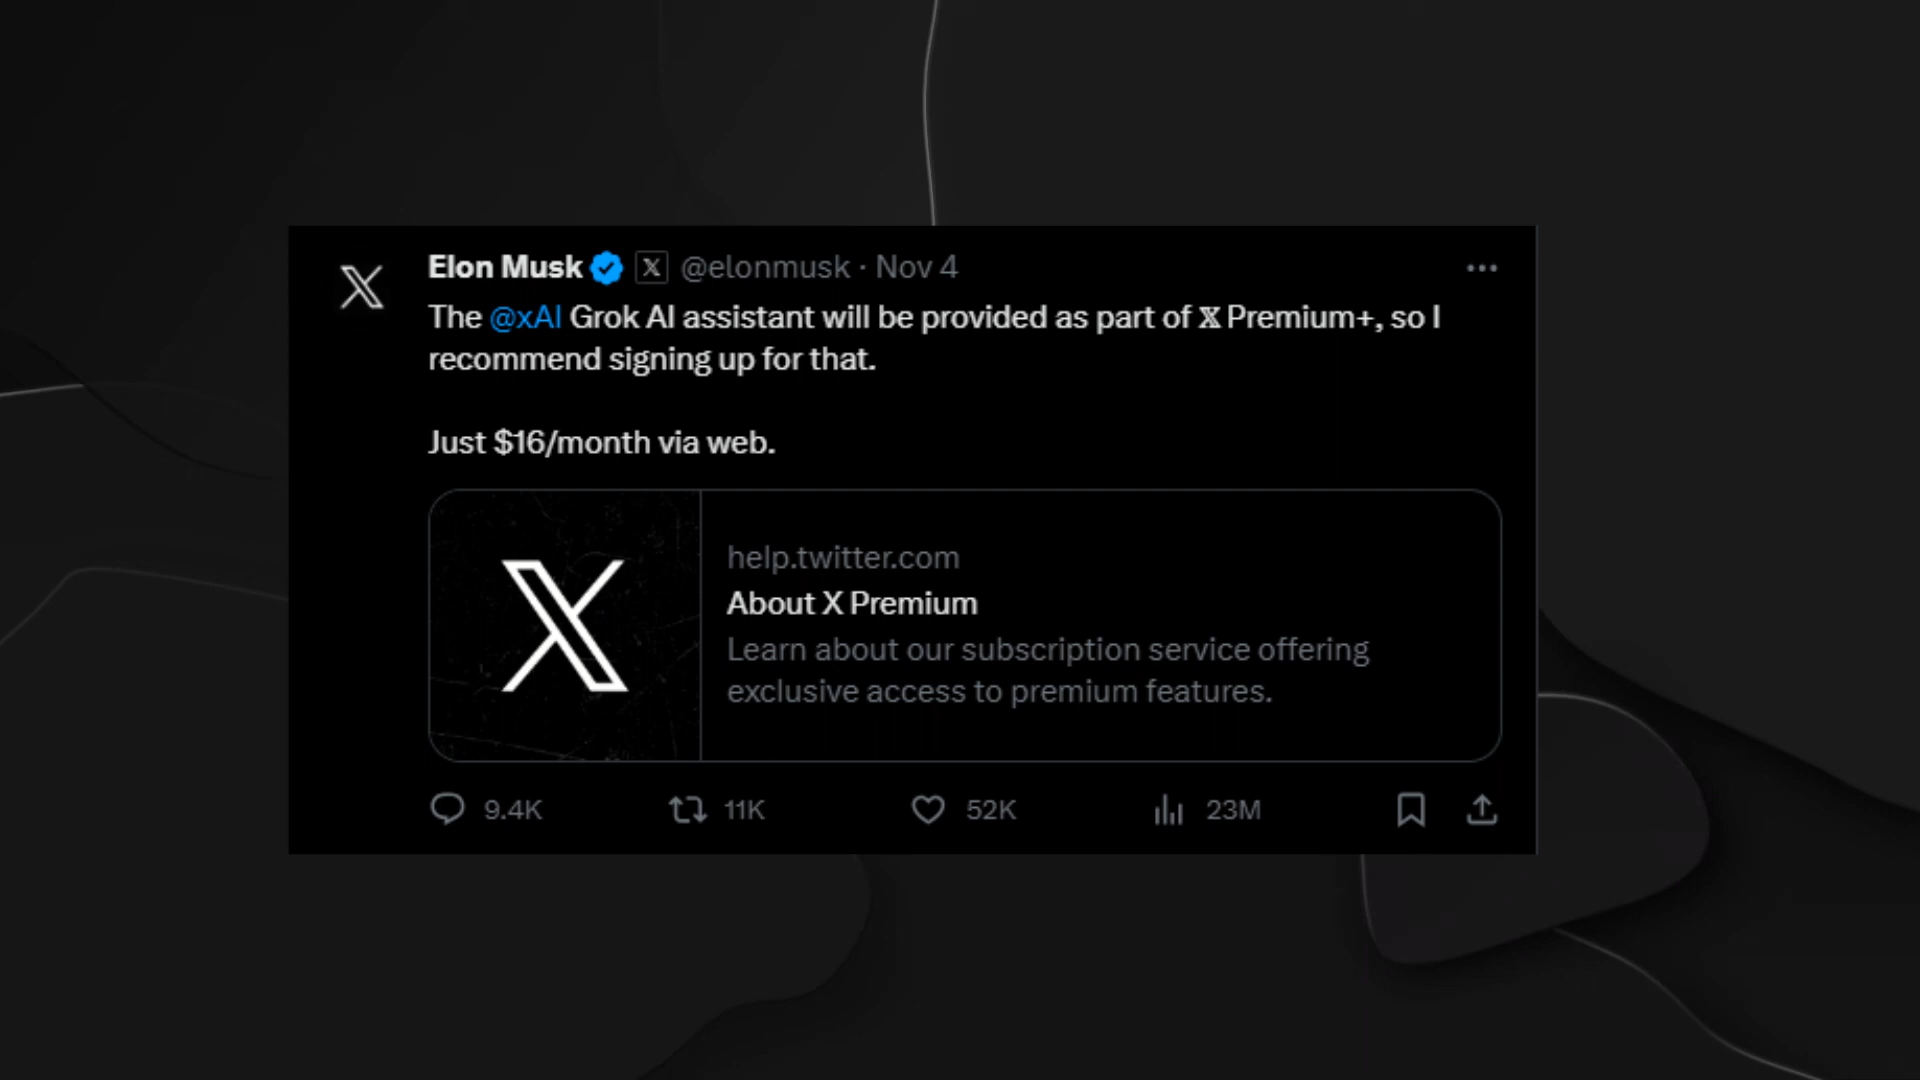 Elon Musk @elonmusk · Nov 4
The @xAI Grok AI assistant will be provided as part of 𝕏 Premium+, so I
recommend signing up for that.
Just $16/month via web.
help.twitter.com
About X Premium
Learn about our subscription service offering
exclusive access to premium features.
9.4K 11K 52K 23M